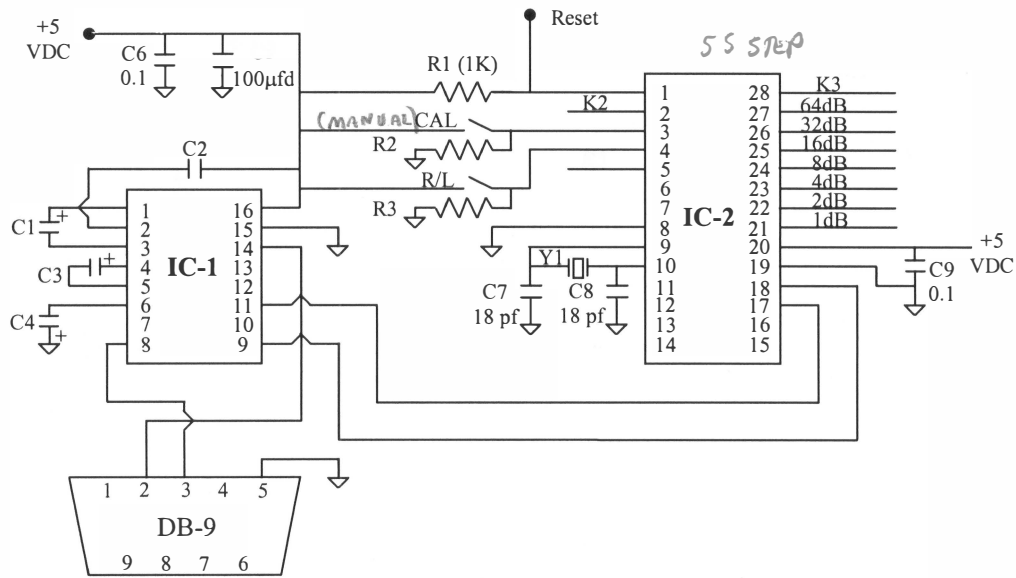 +5
VDC
C6
0.1
100µfd
Reset
5S STEP
R1 (1K)
K2
(MANUAL) CAL
R2
R/L
R3
C2
C1
C3
C4
IC-1
1
2
3
4
5
6
7
8
16
15
14
13
12
11
10
9
Y1
C7
18 pf
C8
18 pf
IC-2
1
2
3
4
5
6
7
8
9
10
11
12
13
14
28
27
26
25
24
23
22
21
20
19
18
17
16
15
K3
64dB
32dB
16dB
8dB
4dB
2dB
1dB
+5
VDC
C9
0.1
1 2 3 4 5
DB-9
9 8 7 6